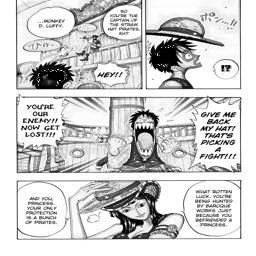 !?
SO
YOU'RE THE
CAPTAIN OF
THE STRAW
HAT PIRATES,
EH?
...MONKEY
D. LUFFY.
HEY!!
GIVE ME
BACK
MY HAT!
THAT'S
PICKING
A
FIGHT!!!
YOU'RE
OUR
ENEMY!!
NOW GET
LOST!!!
WHAT ROTTEN
LUCK. YOU'RE
BEING HUNTED
BY BAROQUE
WORKS JUST
BECAUSE YOU
BEFRIENDED A
PRINCESS.
AND YOU,
PRINCESS.
YOUR ONLY
PROTECTION
IS A BUNCH
OF PIRATES.